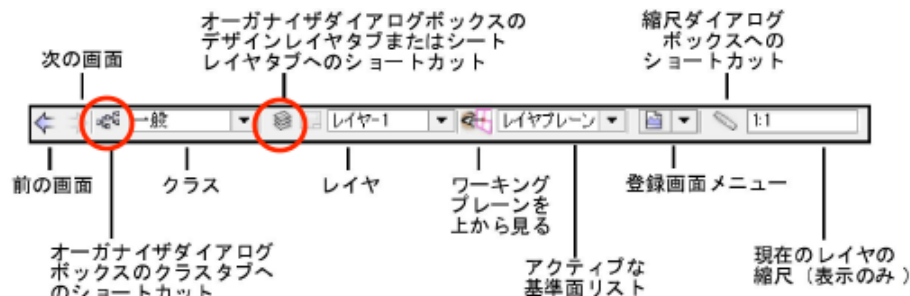 オーガナイザダイアログボックスの
デザインレイヤタブまたはシート
レイヤタブへのショートカット
縮尺ダイアログ
ボックスへの
ショートカット
次の画面
一般
レイヤ-1
レイヤプレーン
1:1
前の画面
クラス
レイヤ
ワーキング
プレーンを
上から見る
登録画面メニュー
オーガナイザダイアログ
ボックスのクラスタブへ
のショートカット
アクティブな
基準面リスト
現在のレイヤの
縮尺（表示のみ）